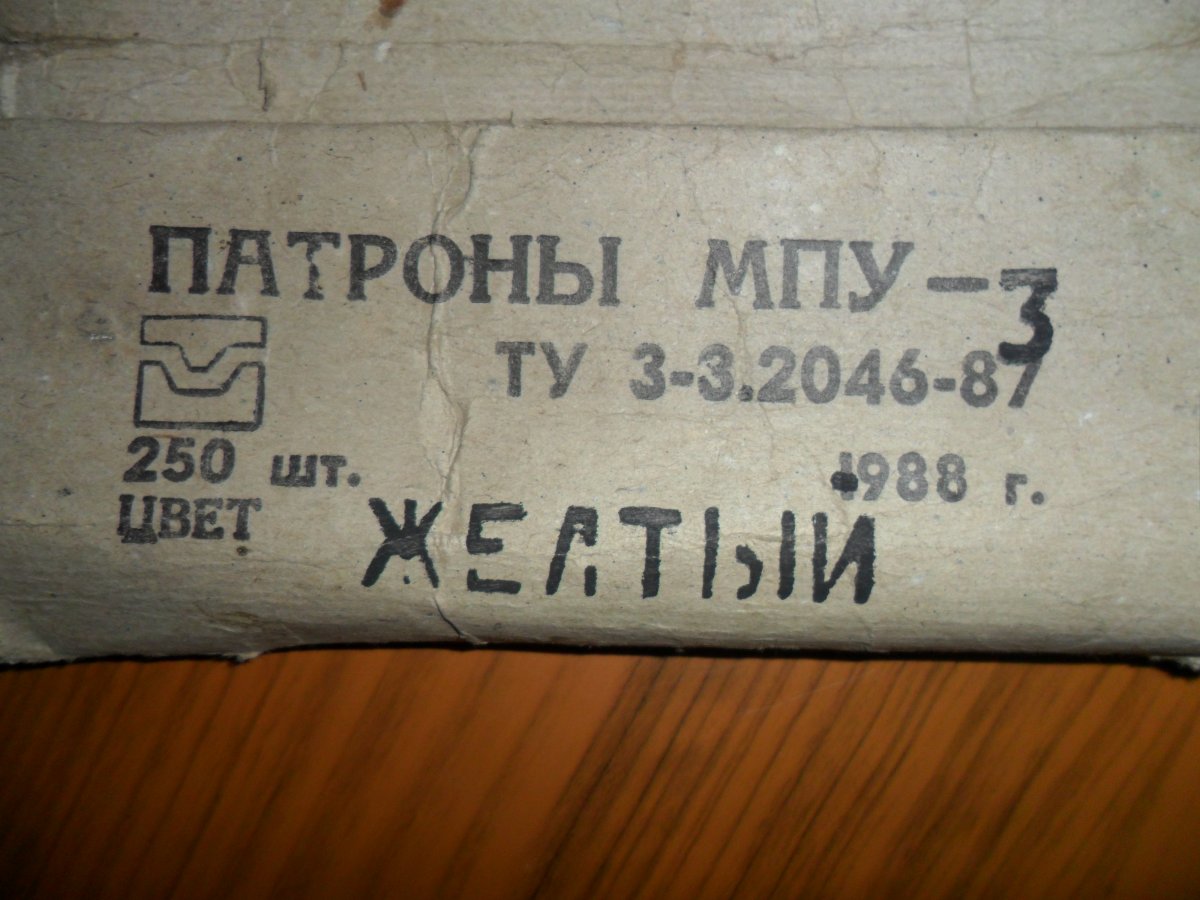 ПАТРОНЫ МПУ-3
ТУ 3-3.2046-87
250 шт.
1988 г.
ЦВЕТ ЖЕЛТЫЙ